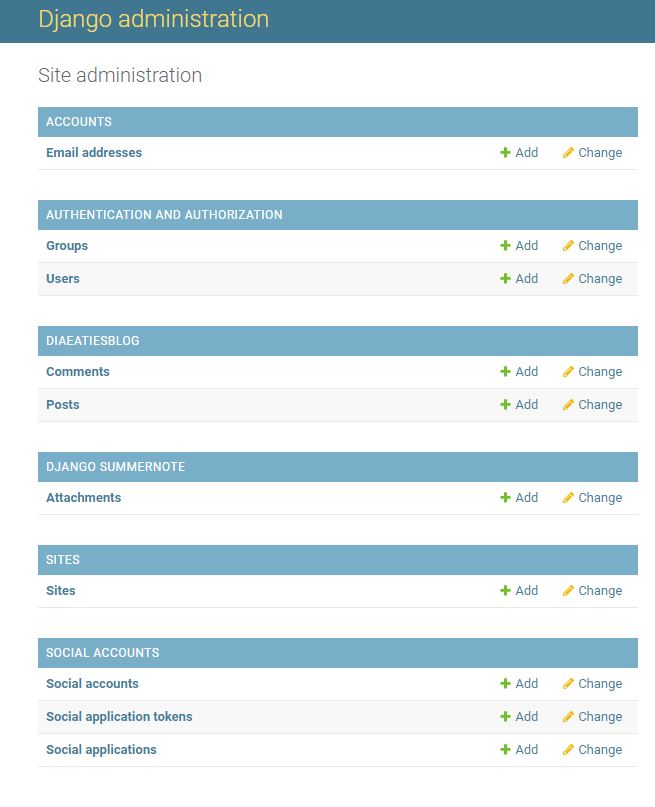 Django administration
Site administration
ACCOUNTS
Email addresses Add Change
AUTHENTICATION AND AUTHORIZATION
Groups Add Change
Users Add Change
DIAEATIESBLOG
Comments Add Change
Posts Add Change
DJANGO SUMMERNOTE
Attachments Add Change
SITES
Sites Add Change
SOCIAL ACCOUNTS
Social accounts Add Change
Social application tokens Add Change
Social applications Add Change